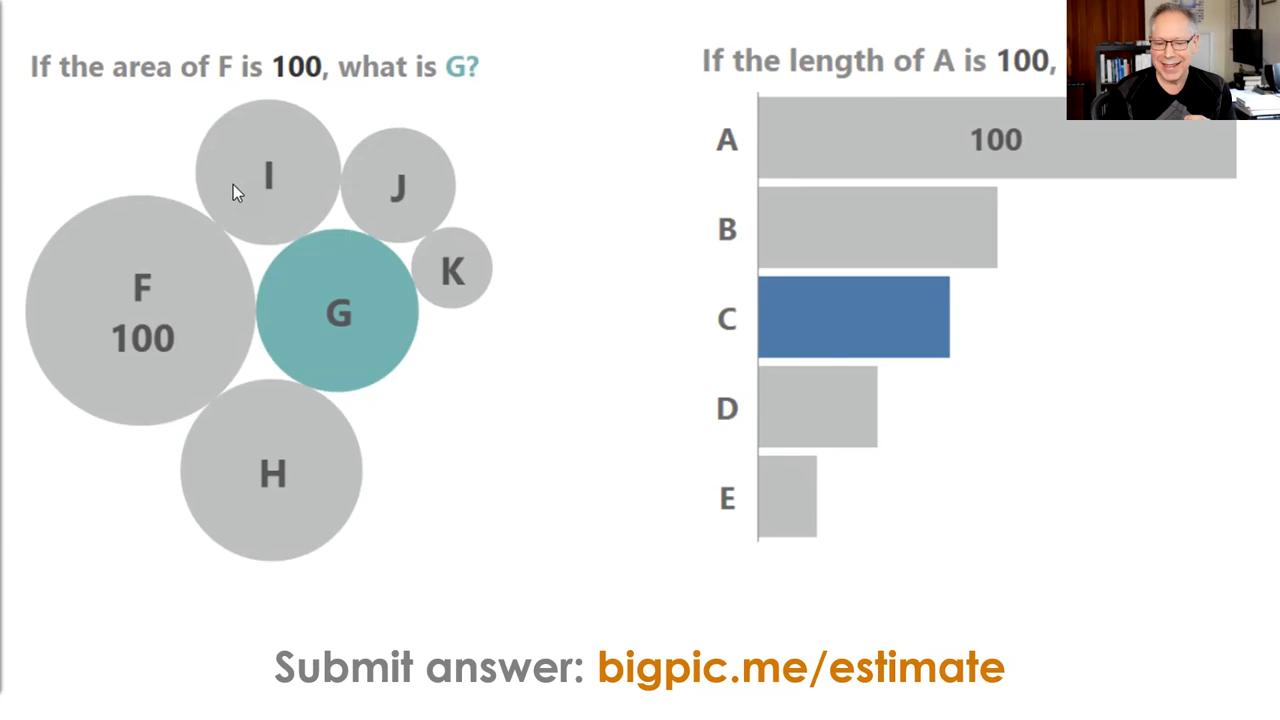 If the area of F is 100, what is G?
I
J
F
100
G
K
H
If the length of A is 100,
A
100
B
C
D
E
Submit answer: bigpic.me/estimate